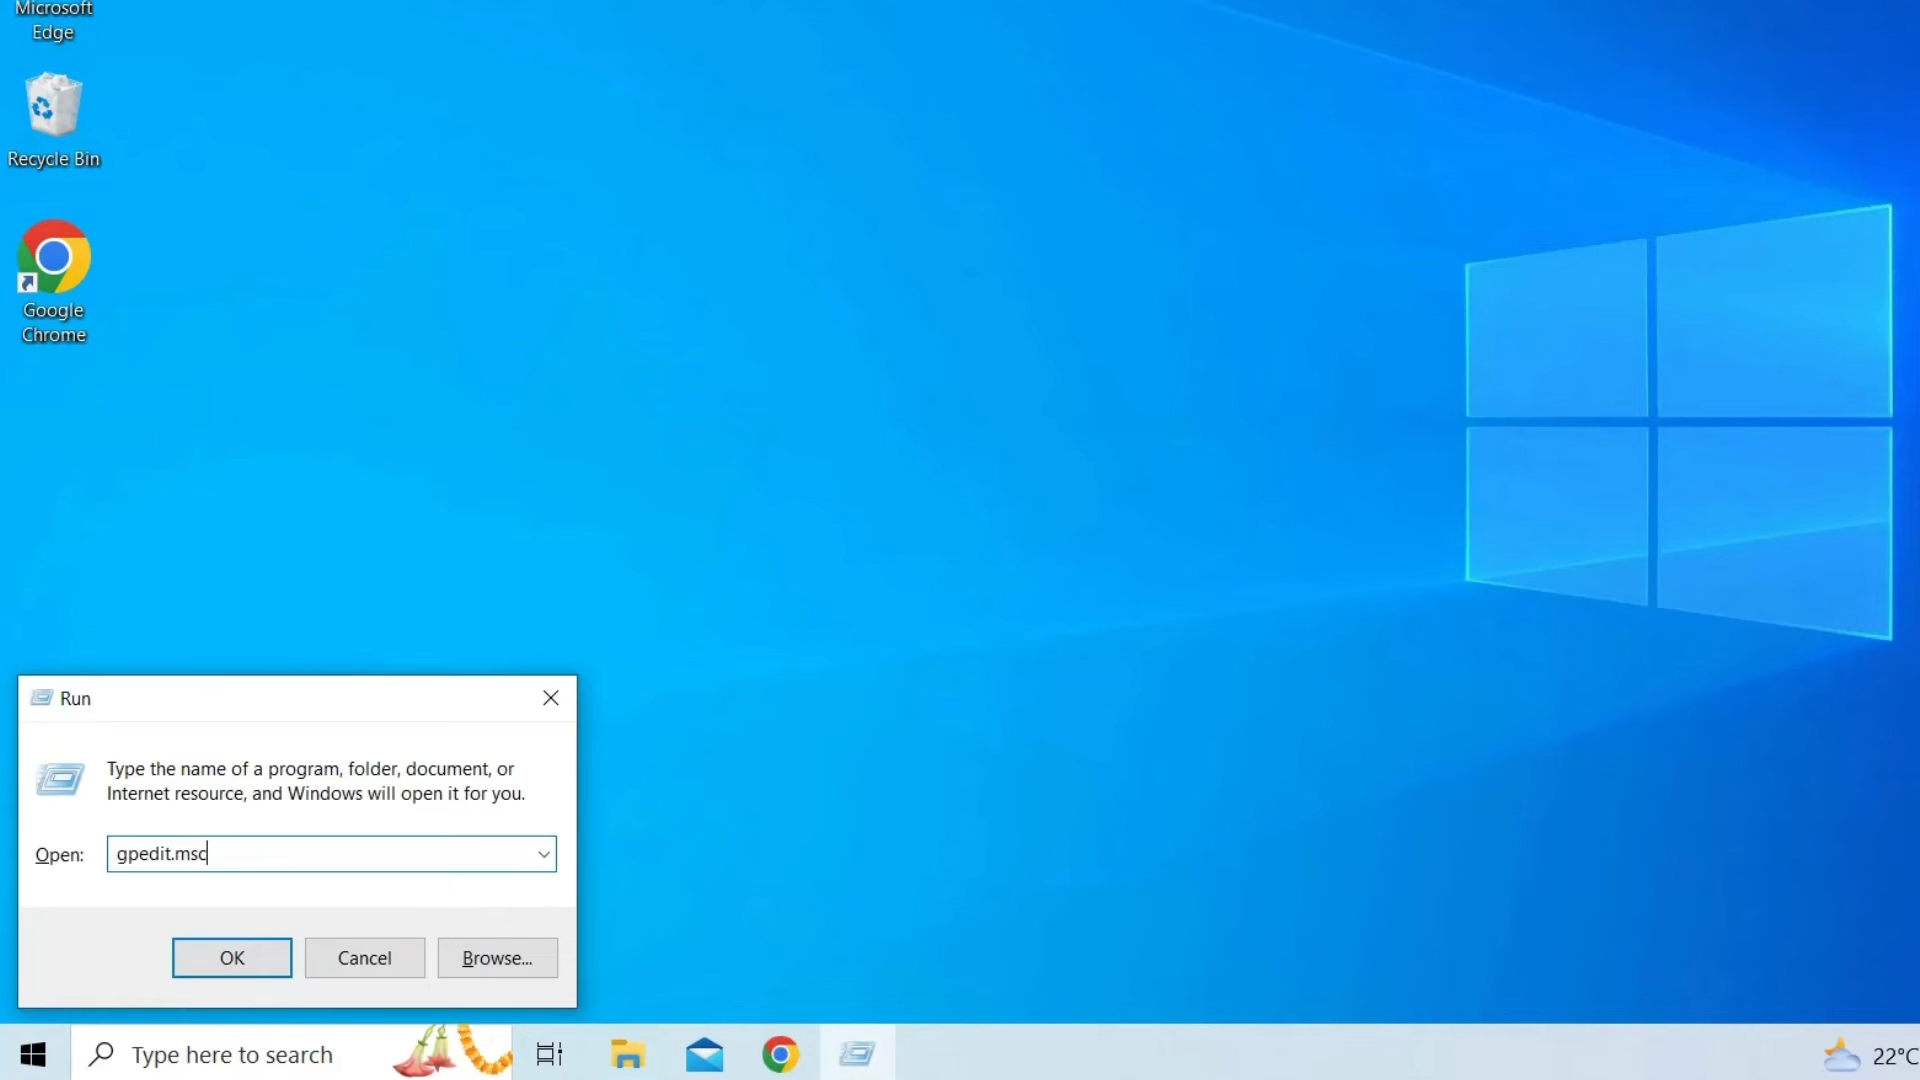 Microsoft
Edge
Recycle Bin
Google
Chrome
Run
Type the name of a program, folder, document, or
Internet resource, and Windows will open it for you.
Open:
gpedit.msc
OK
Cancel
Browse...
Type here to search
22°C